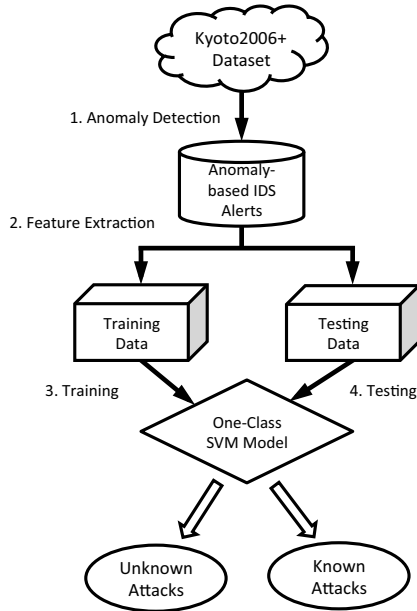 Kyoto2006+
Dataset
1. Anomaly Detection
Anomaly-
based IDS
Alerts
2. Feature Extraction
Training
Data
Testing
Data
3. Training
4. Testing
One-Class
SVM Model
Unknown
Attacks
Known
Attacks